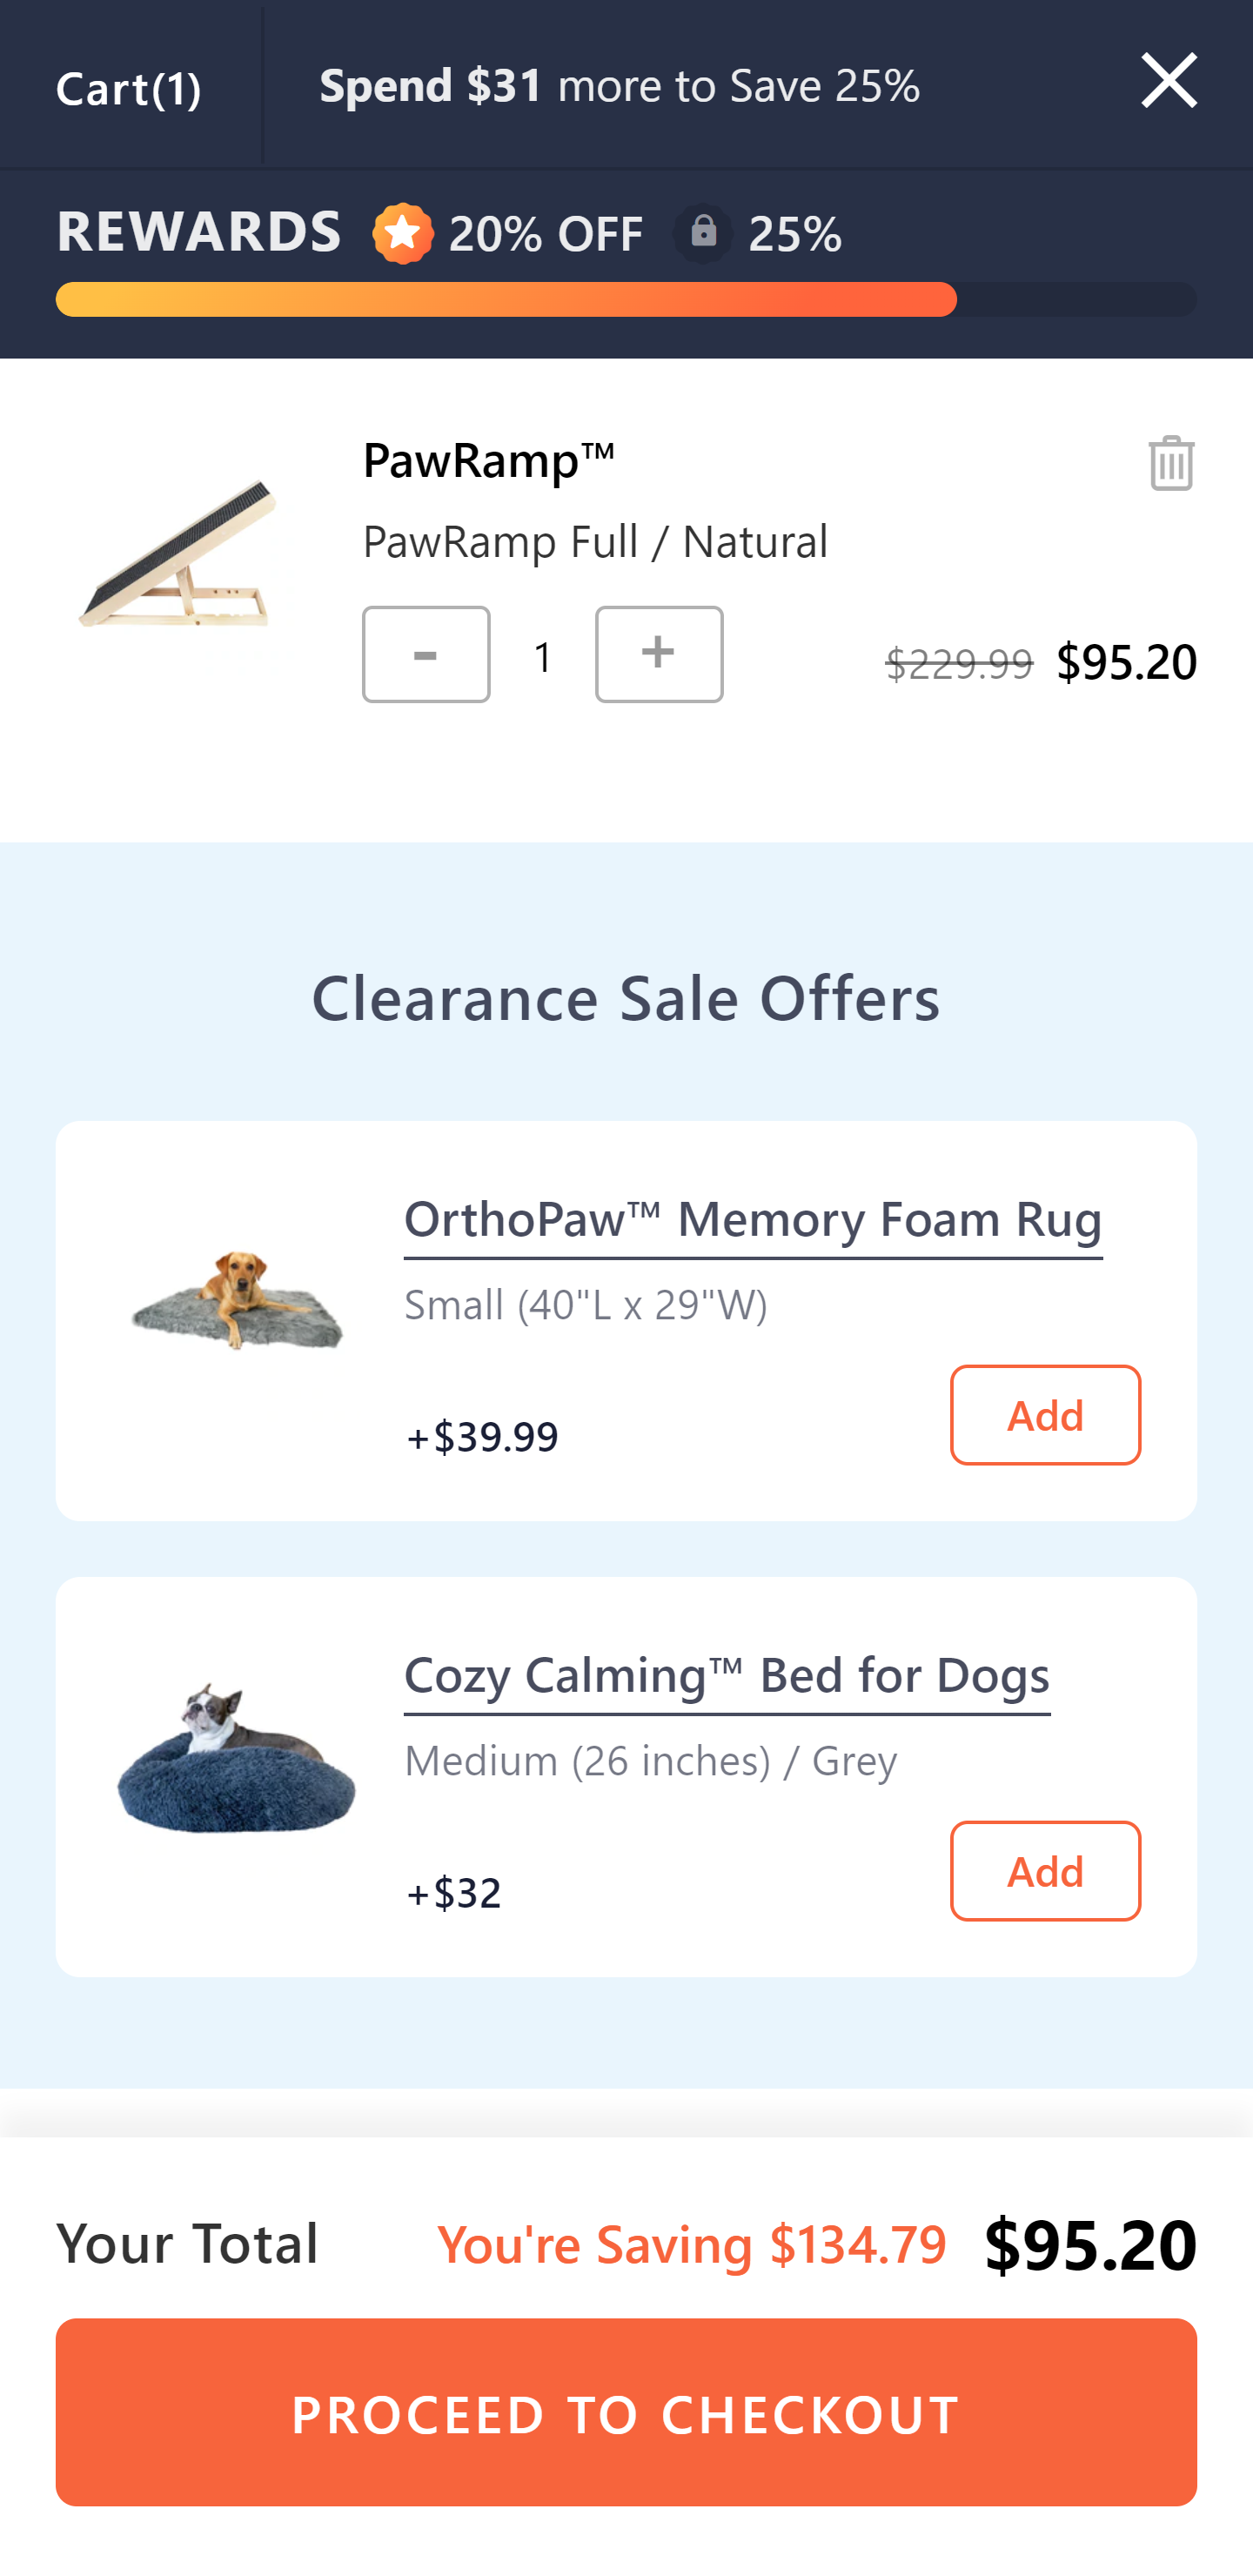 Cart(1)
Spend $31 more to Save 25%
REWARDS 20% OFF 25%
PawRamp™
PawRamp Full / Natural
- 1 +
$229.99 $95.20
Clearance Sale Offers
OrthoPaw™ Memory Foam Rug
Small (40"L x 29"W)
+$39.99
Add
Cozy Calming™ Bed for Dogs
Medium (26 inches) / Grey
+$32
Add
Your Total You're Saving $134.79 $95.20
PROCEED TO CHECKOUT